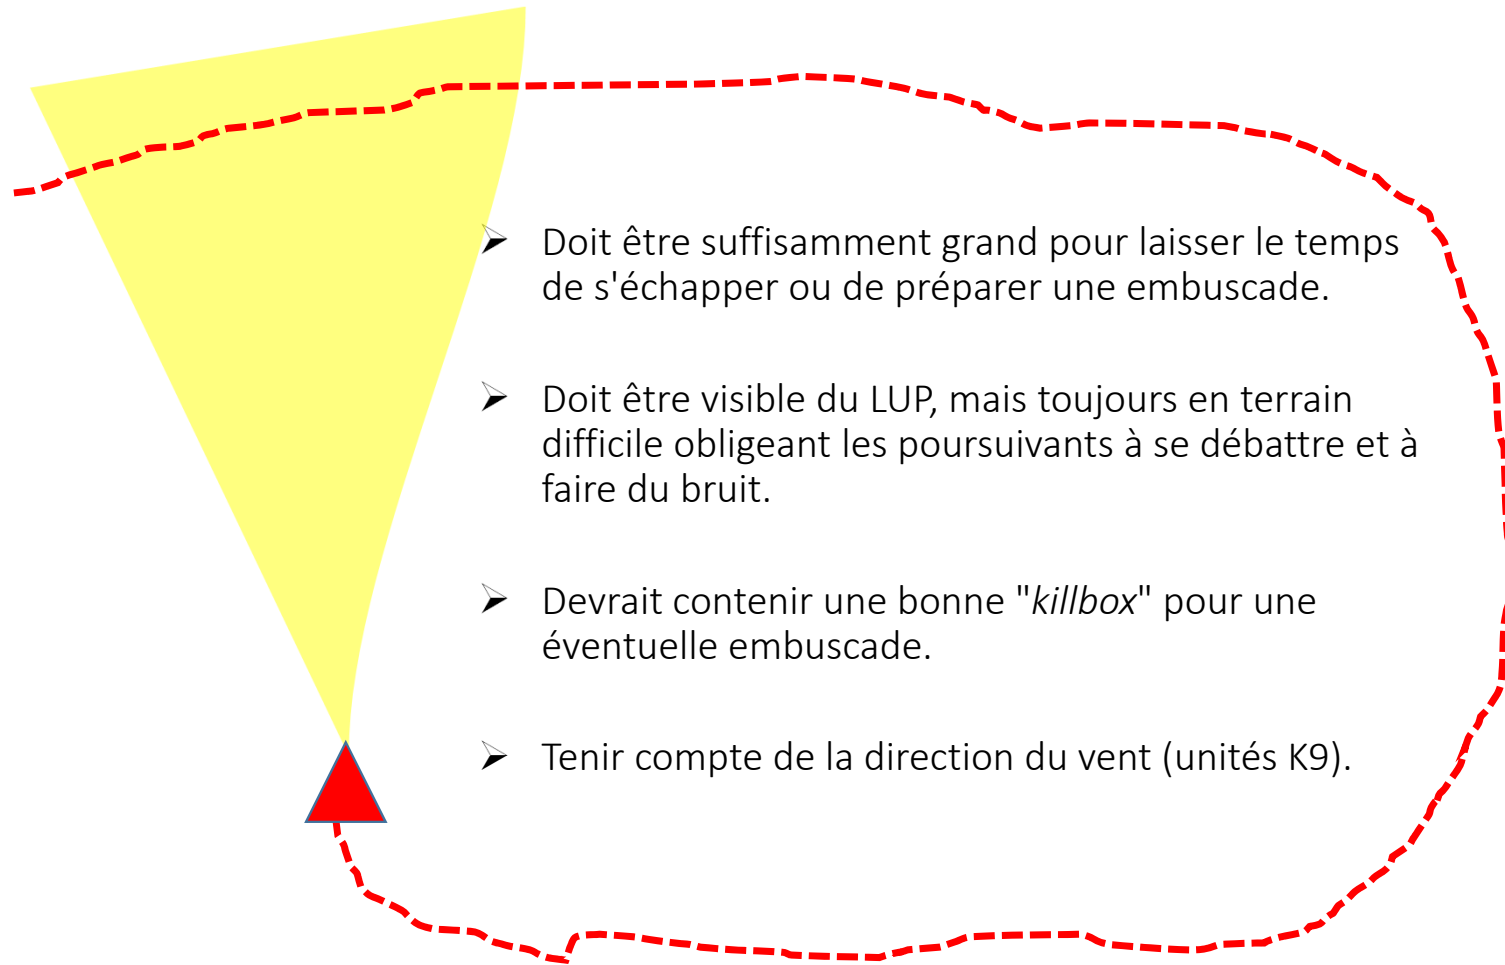 Doit être suffisamment grand pour laisser le temps
de s'échapper ou de préparer une embuscade.
Doit être visible du LUP, mais toujours en terrain
difficile obligeant les poursuivants à se débattre et à
faire du bruit.
Devrait contenir une bonne "killbox" pour une
éventuelle embuscade.
Tenir compte de la direction du vent (unités K9).